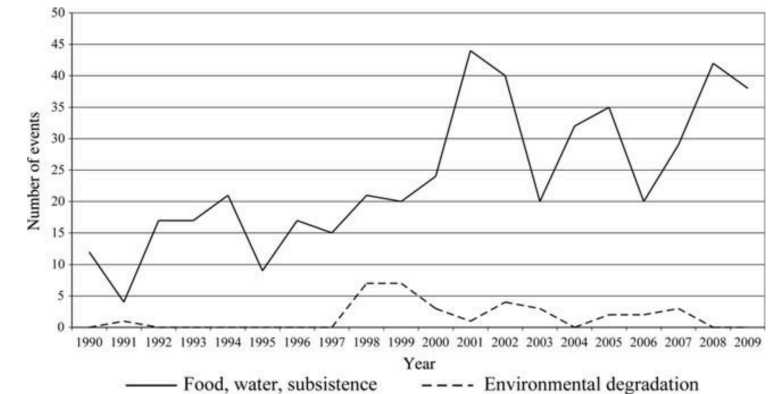 50
45
40
35
30
25
20
15
10
5
0
Number of events
1990 1991 1992 1993 1994 1995 1996 1997 1998 1999 2000 2001 2002 2003 2004 2005 2006 2007 2008 2009
Year
Food, water, subsistence Environmental degradation